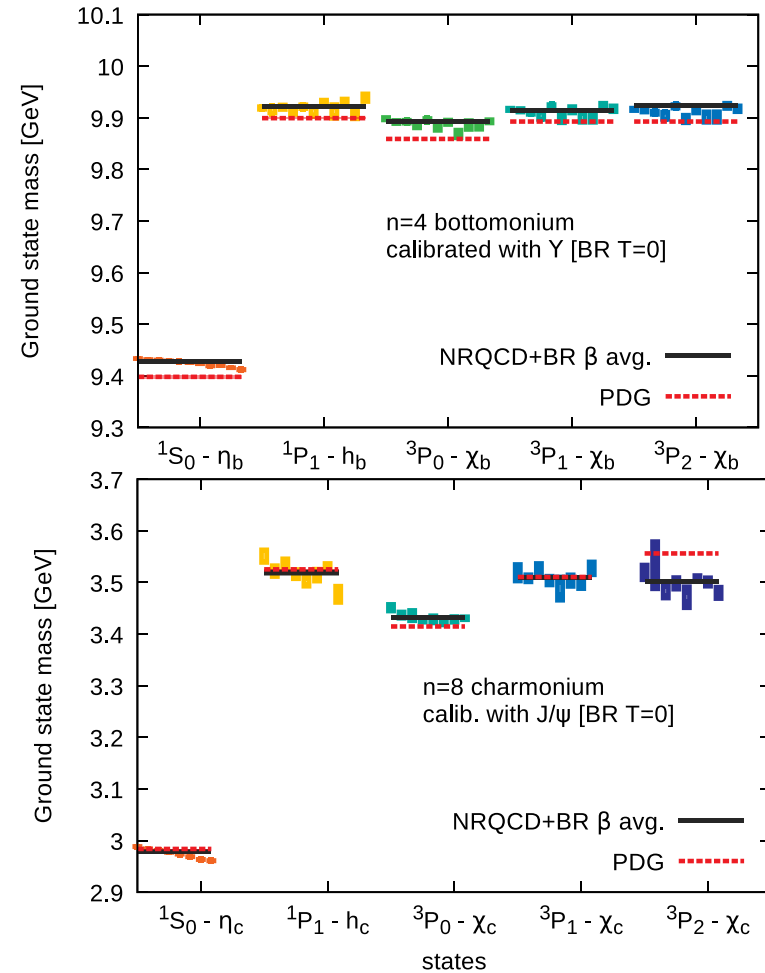 Ground state mass [GeV]
10.1
10
9.9
9.8
9.7
9.6
9.5
9.4
9.3
n=4 bottomonium
calibrated with Υ [BR T=0]
NRQCD+BR β avg.
PDG
¹S₀ - η_b ¹P₁ - h_b ³P₀ - χ_b ³P₁ - χ_b ³P₂ - χ_b
Ground state mass [GeV]
3.7
3.6
3.5
3.4
3.3
3.2
3.1
3
2.9
n=8 charmonium
calib. with J/ψ [BR T=0]
NRQCD+BR β avg.
PDG
¹S₀ - η_c ¹P₁ - h_c ³P₀ - χ_c ³P₁ - χ_c ³P₂ - χ_c
states